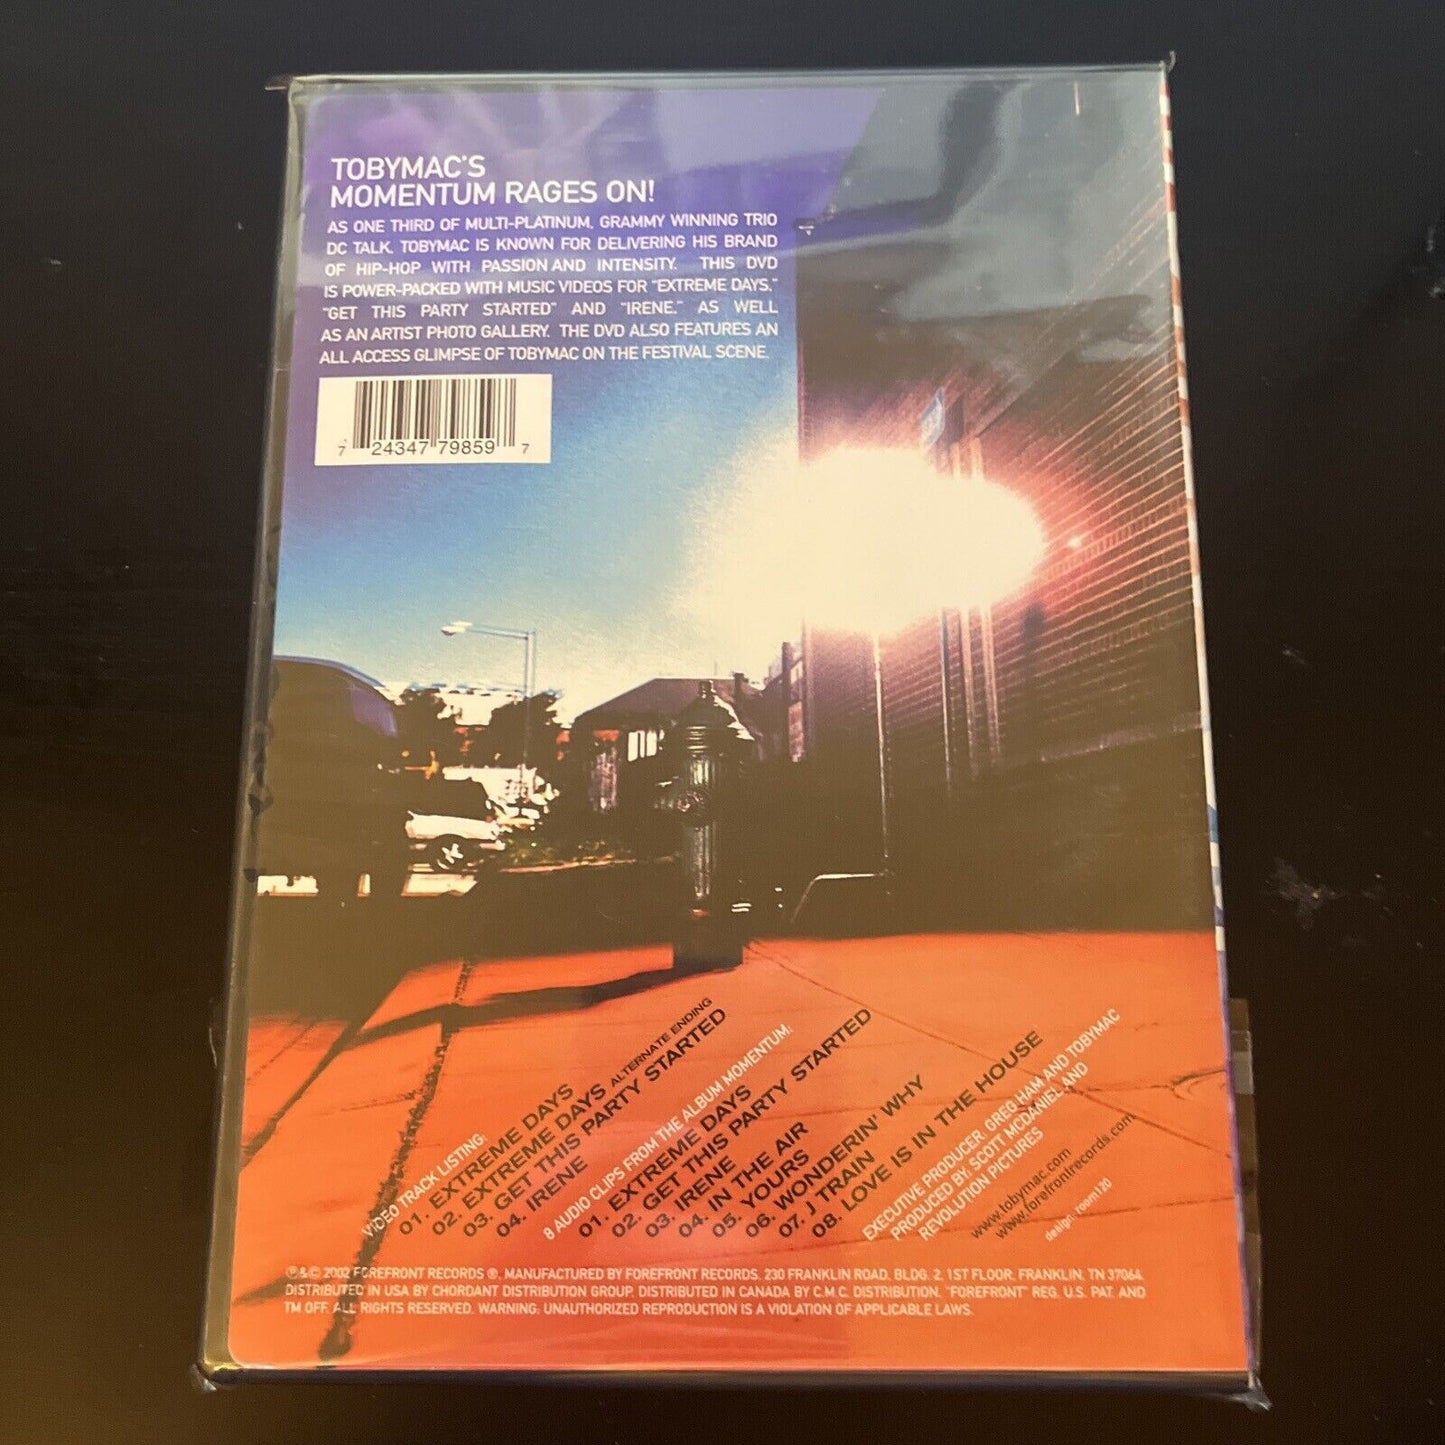 TOBYMAC'S
MOMENTUM RAGES ON!
AS ONE THIRD OF MULTI-PLATINUM, GRAMMY WINNING TRIO
DC TALK, TOBYMAC IS KNOWN FOR DELIVERING HIS BRAND
OF HIP-HOP WITH PASSION AND INTENSITY. THIS DVD
IS POWER-PACKED WITH MUSIC VIDEOS FOR "EXTREME DAYS,"
"GET THIS PARTY STARTED" AND "IRENE." AS WELL
AS AN ARTIST PHOTO GALLERY. THE DVD ALSO FEATURES AN
ALL ACCESS GLIMPSE OF TOBYMAC ON THE FESTIVAL SCENE.
7 24347 79859 7
VIDEO TRACK LISTING:
01. EXTREME DAYS
02. EXTREME DAYS ALTERNATE ENDING
03. GET THIS PARTY STARTED
04. IRENE
8 AUDIO CLIPS FROM THE ALBUM MOMENTUM:
01. EXTREME DAYS
02. GET THIS PARTY STARTED
03. IRENE
04. IN THE AIR
05. YOURS
06. WONDERIN' WHY
07. J TRAIN
08. LOVE IS IN THE HOUSE
EXECUTIVE PRODUCER: GREG HAM AND TOBYMAC
PRODUCED BY: SCOTT MCDANIEL AND
REVOLUTION PICTURES
www.tobymac.com
www.forefrontrecords.com
design: room120
℗ & © 2002 FOREFRONT RECORDS ®. MANUFACTURED BY FOREFRONT RECORDS. 230 FRANKLIN ROAD. BLDG. 2, 1ST FLOOR, FRANKLIN, TN 37064.
DISTRIBUTED IN USA BY CHORDANT DISTRIBUTION GROUP. DISTRIBUTED IN CANADA BY C.M.C. DISTRIBUTION. "FOREFRONT" REG. U.S. PAT. AND
TM OFF. ALL RIGHTS RESERVED. WARNING: UNAUTHORIZED REPRODUCTION IS A VIOLATION OF APPLICABLE LAWS.